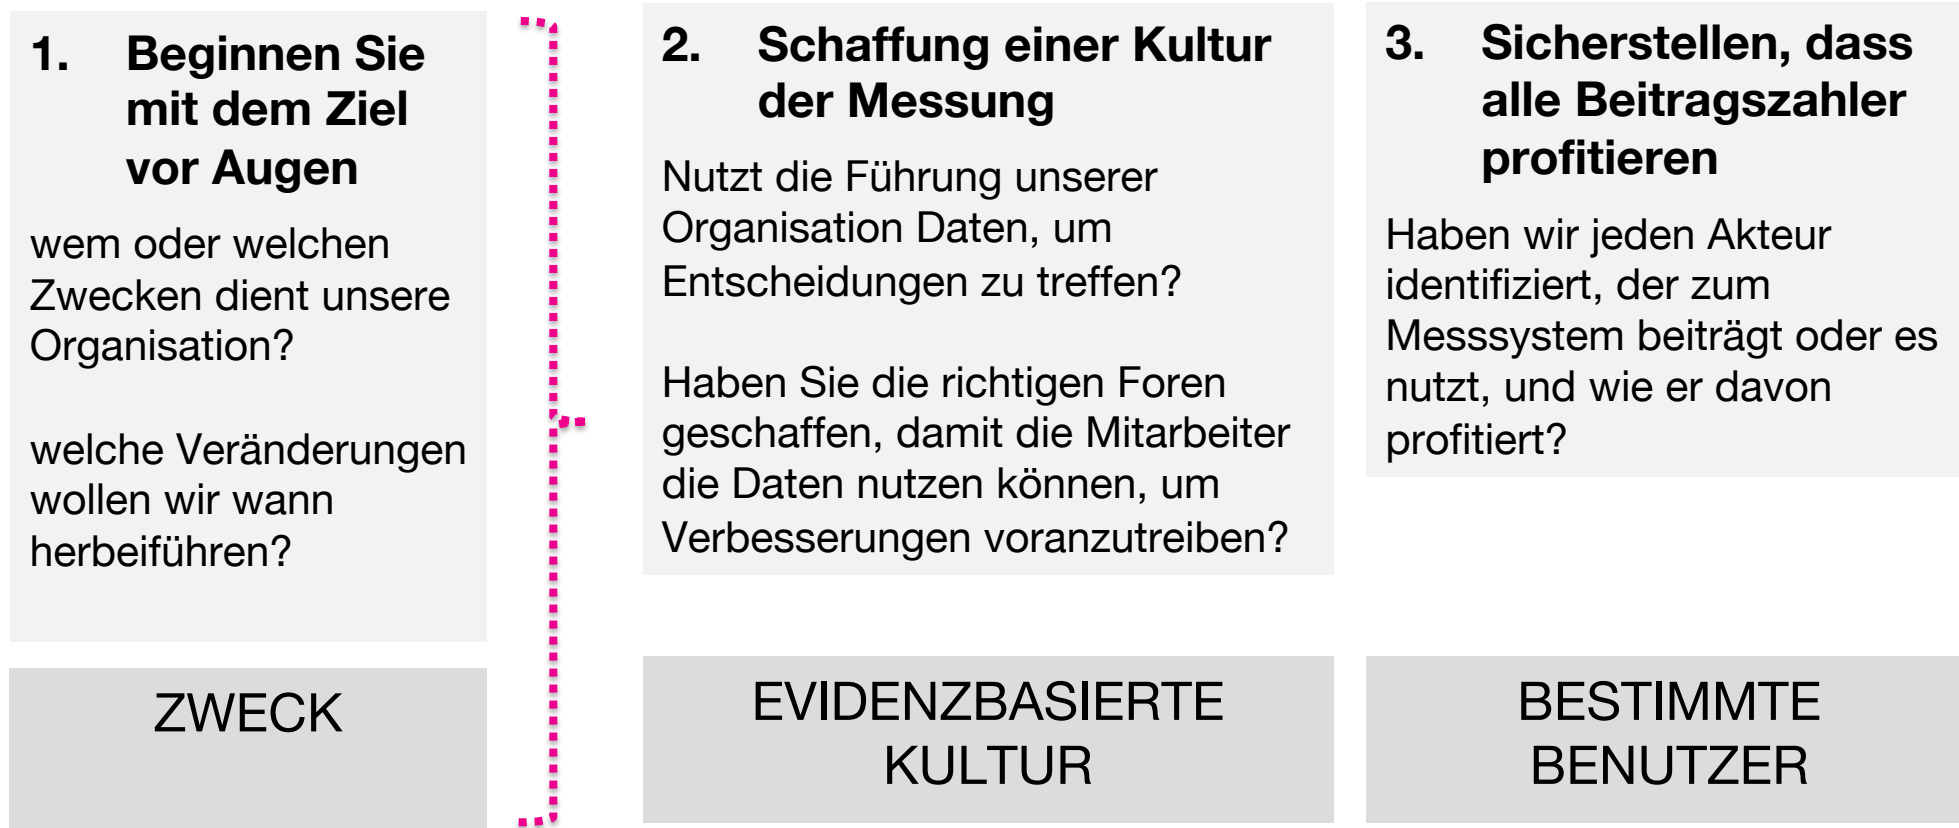 1. Beginnen Sie
mit dem Ziel
vor Augen
wem oder welchen
Zwecken dient unsere
Organisation?
welche Veränderungen
wollen wir wann
herbeiführen?
ZWECK
2. Schaffung einer Kultur
der Messung
Nutzt die Führung unserer
Organisation Daten, um
Entscheidungen zu treffen?
Haben Sie die richtigen Foren
geschaffen, damit die Mitarbeiter
die Daten nutzen können, um
Verbesserungen voranzutreiben?
EVIDENZBASIERTE
KULTUR
3. Sicherstellen, dass
alle Beitragszahler
profitieren
Haben wir jeden Akteur
identifiziert, der zum
Messsystem beiträgt oder es
nutzt, und wie er davon
profitiert?
BESTIMMTE
BENUTZER